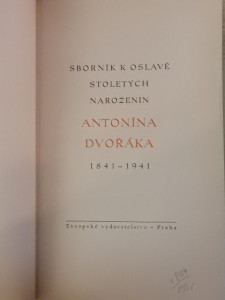 SBORNÍK K OSLAVĚ
STOLETÝCH
NAROZENIN
ANTONÍNA
DVOŘÁKA
1841–1941
Evropské vydavatelstvo – Praha